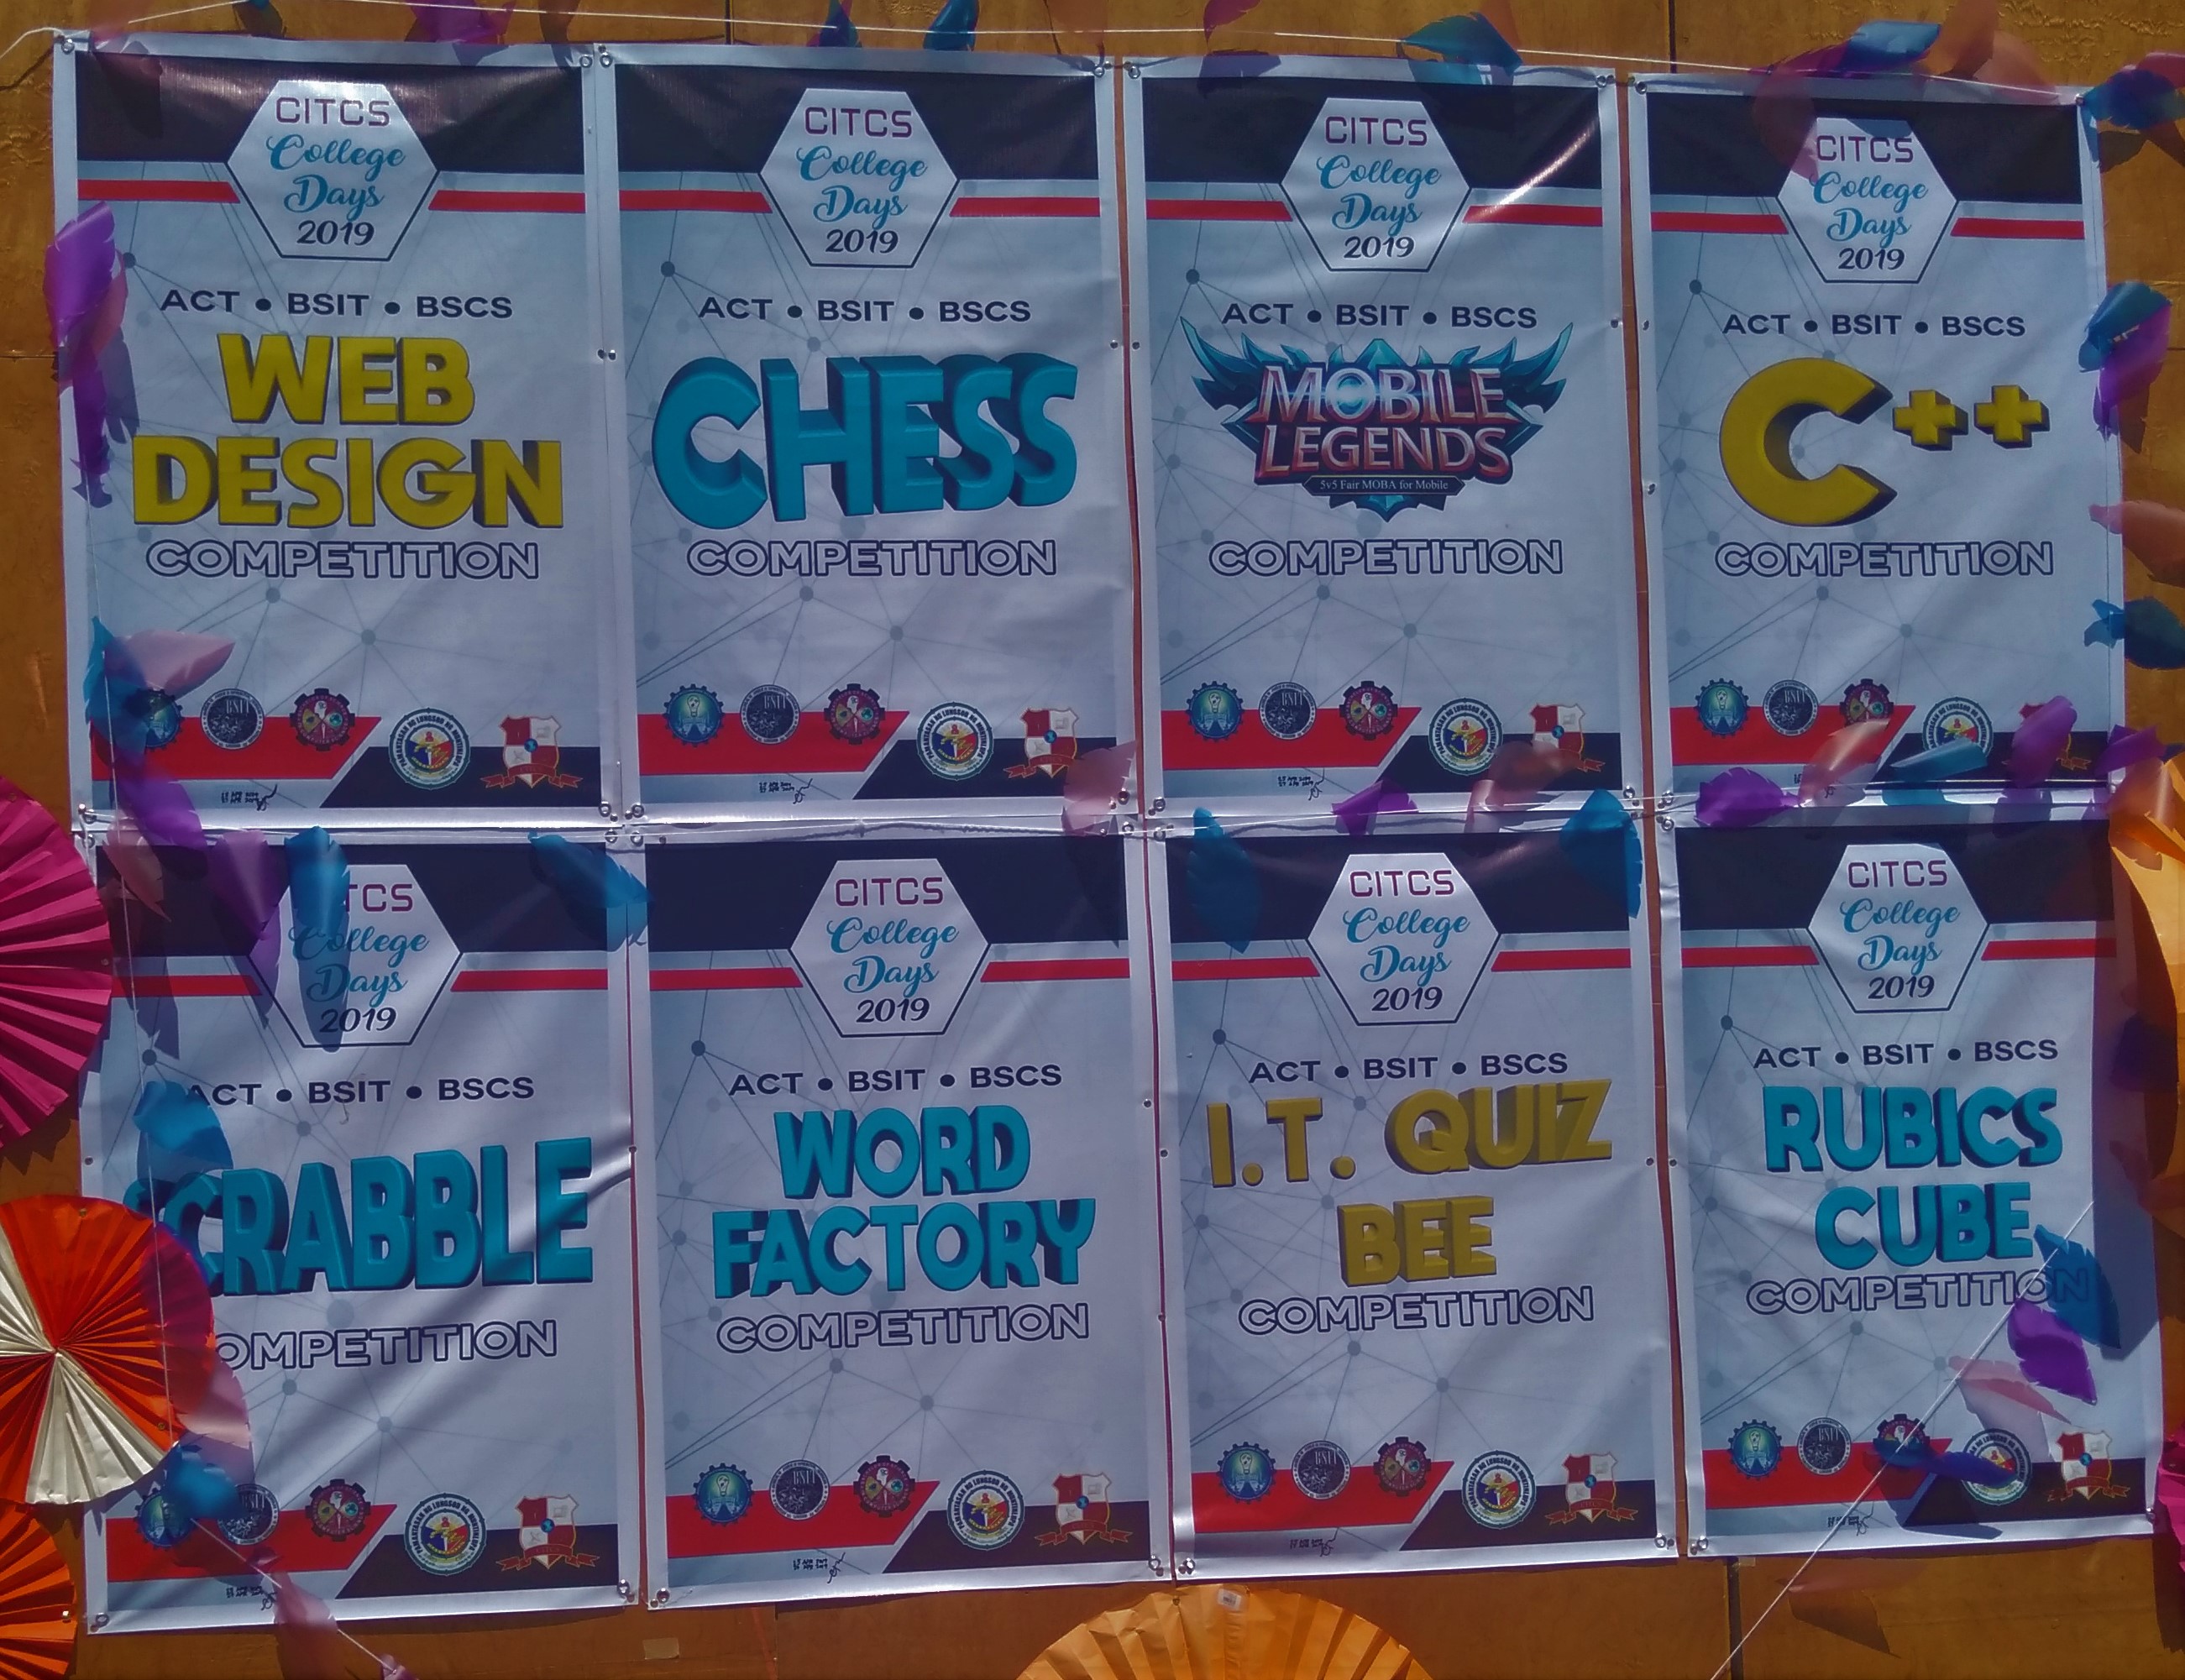 CITCS
College
Days
2019
ACT • BSIT • BSCS
WEB
DESIGN
COMPETITION
CITCS
College
Days
2019
ACT • BSIT • BSCS
CHESS
COMPETITION
CITCS
College
Days
2019
ACT • BSIT • BSCS
MOBILE
LEGENDS
5v5 Fair MOBA for Mobile
COMPETITION
CITCS
College
Days
2019
ACT • BSIT • BSCS
C++
COMPETITION
TCS
College
Days
2019
ACT • BSIT • BSCS
SCRABBLE
OMPETITION
CITCS
College
Days
2019
ACT • BSIT • BSCS
WORD
FACTORY
COMPETITION
CITCS
College
Days
2019
ACT • BSIT • BSCS
I.T. QUIZ
BEE
COMPETITION
CITCS
College
Days
2019
ACT • BSIT • BSCS
RUBICS
CUBE
COMPETITION